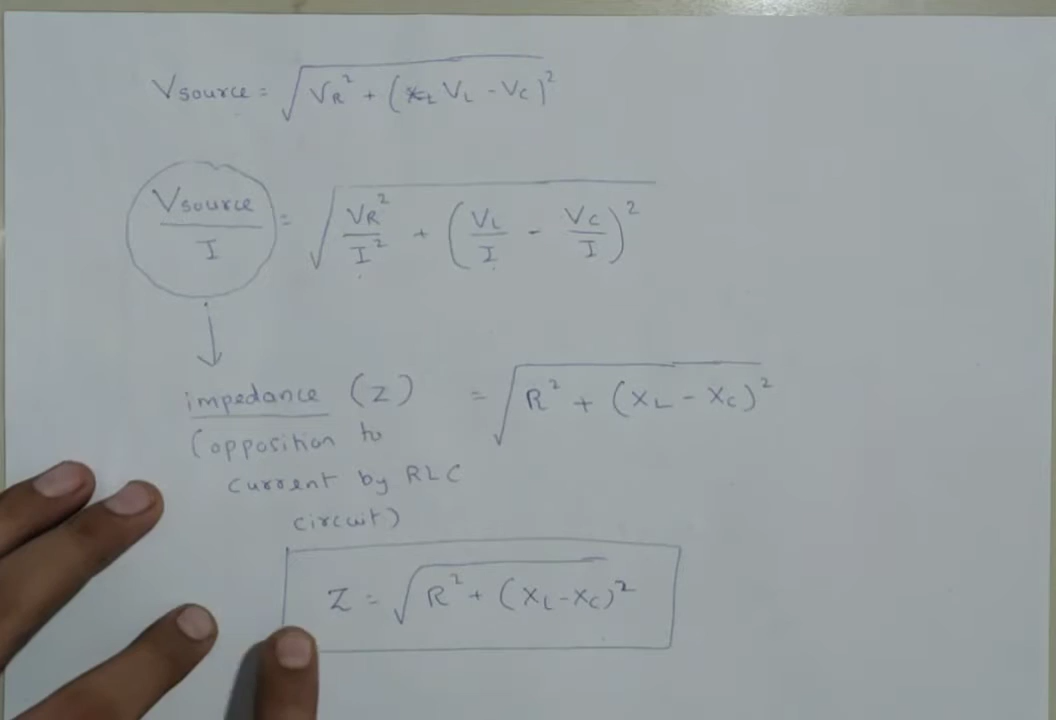 Vsource = √(VR² + (VL - VC)²
Vsource/I = √(VR²/I² + (VL/I - VC/I)²
impedance (Z) = √(R² + (XL - XC)²
(opposition to
current by RLC
circuit)
Z = √(R² + (XL-XC)²